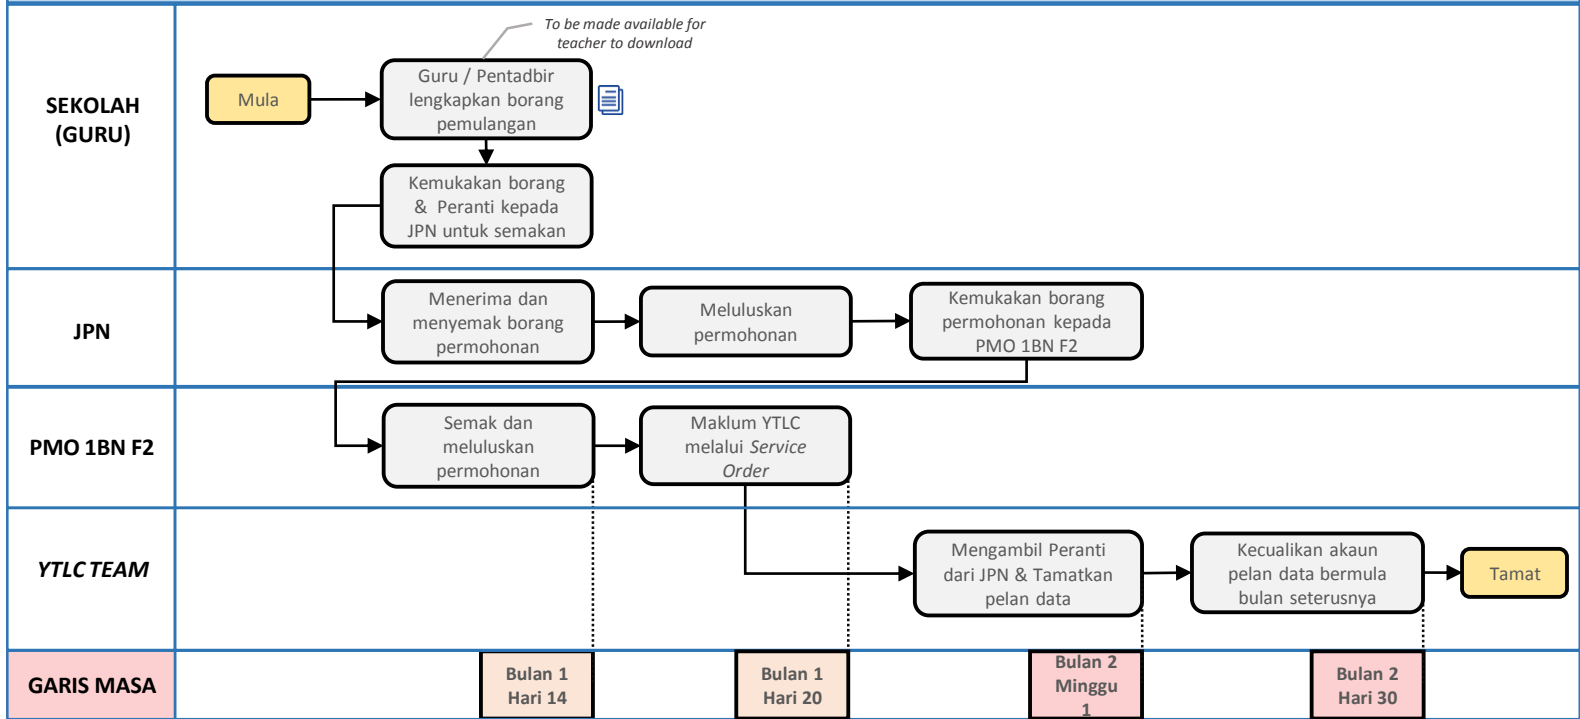 To be made available for
teacher to download
SEKOLAH
(GURU)
Mula
Guru / Pentadbir
lengkapkan borang
pemulangan
Kemukakan borang
& Peranti kepada
JPN untuk semakan
JPN
Menerima dan
menyemak borang
permohonan
Meluluskan
permohonan
Kemukakan borang
permohonan kepada
PMO 1BN F2
PMO 1BN F2
Semak dan
meluluskan
permohonan
Maklum YTLC
melalui Service
Order
YTLC TEAM
Mengambil Peranti
dari JPN & Tamatkan
pelan data
Kecualikan akaun
pelan data bermula
bulan seterusnya
Tamat
GARIS MASA
Bulan 1
Hari 14
Bulan 1
Hari 20
Bulan 2
Minggu
1
Bulan 2
Hari 30